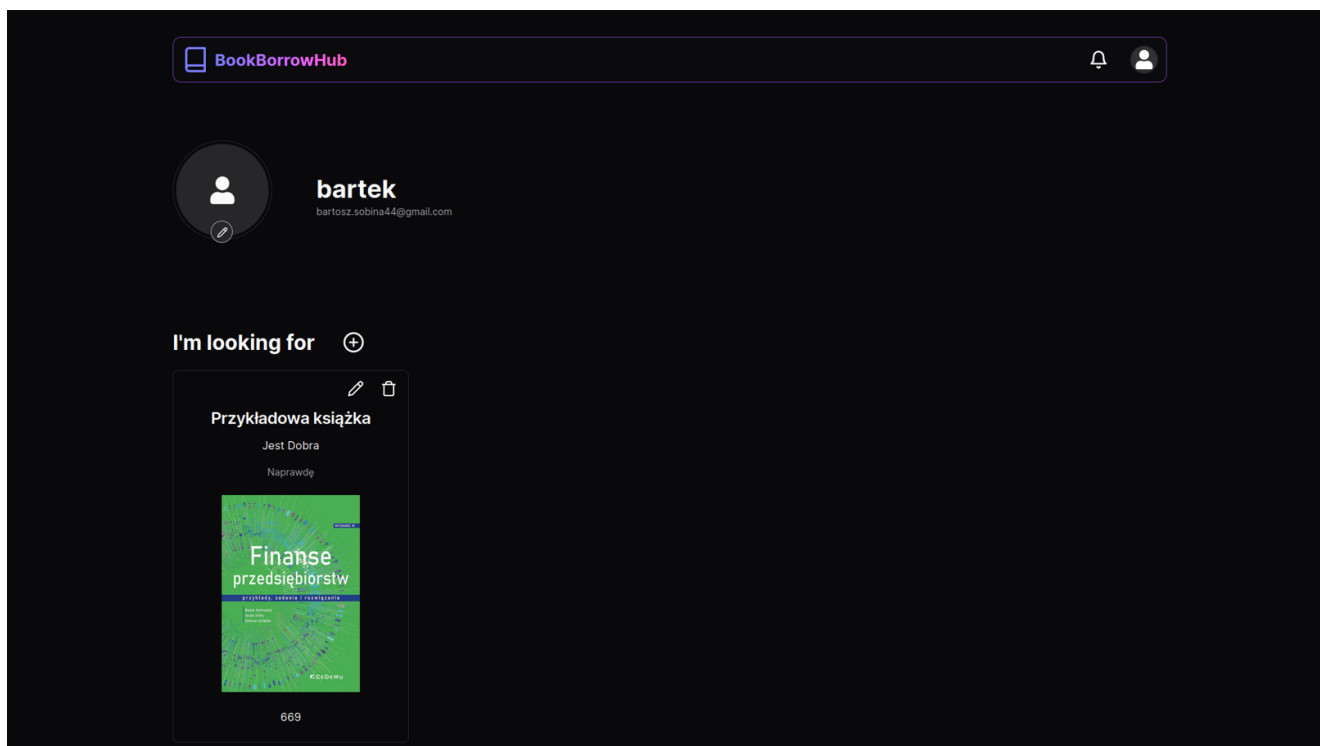 BookBorrowHub
bartek
bartosz.sobina44@gmail.com
I'm looking for
Przykładowa książka
Jest Dobra
Naprawdę
Finanse
przedsiębiorstw
przykłady, zadania i rozwiązania
CeDeWu
669